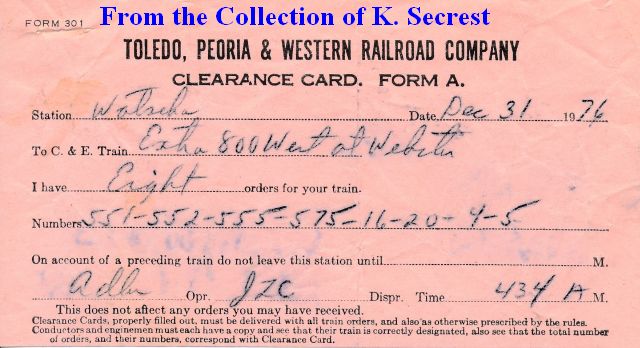 FORM 301
From the Collection of K. Secrest
TOLEDO, PEORIA & WESTERN RAILROAD COMPANY
CLEARANCE CARD. FORM A.
Station Watseka Date Dec 31 1976
To C. & E. Train Extra 800 West at Webster
I have Eight orders for your train.
Numbers 551-552-555-575-16-20-4-5
On account of a preceding train do not leave this station until M.
Adler Opr. JZC Dispr. Time 434 A M.
This does not affect any orders you may have received.
Clearance Cards, properly filled out, must be delivered with all train orders, and also as otherwise prescribed by the rules.
Conductors and enginemen must each have a copy and see that their train is correctly designated, also see that the total number
of orders, and their numbers, correspond with Clearance Card.